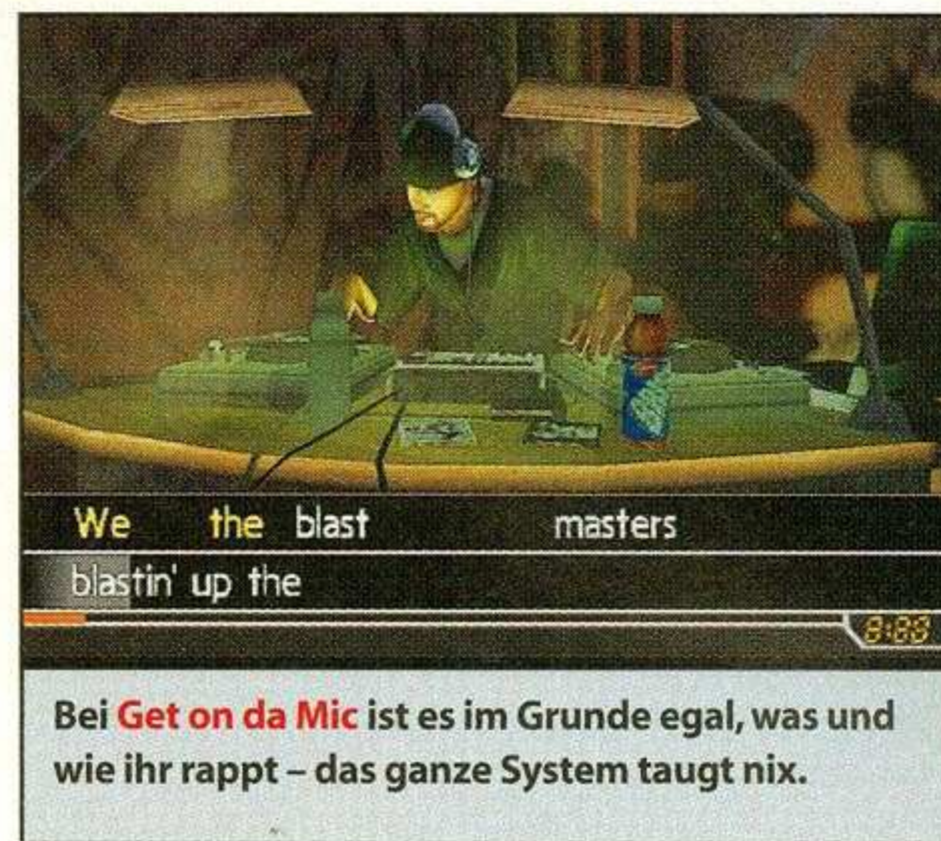 We the blast masters
blastin' up the
Bei Get on da Mic ist es im Grunde egal, was und
wie ihr rappt – das ganze System taugt nix.